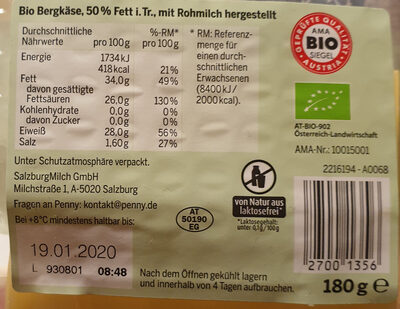 Bio Bergkäse, 50% Fett i.Tr., mit Rohmilch hergestellt
Durchschnittliche %-RM*
Nährwerte pro 100g pro 100g
Energie 1734kJ
418kcal 21%
Fett 34,0g 49%
davon gesättigte
Fettsäuren 26,0g 130%
Kohlenhydrate 0,0g 0%
davon Zucker 0,0g 0%
Eiweiß 28,0g 56%
Salz 1,60g 27%
* RM: Referenz-
menge für
einen durch-
schnittlichen
Erwachsenen
(8400kJ/
2000kcal).
GEPRÜFTE QUALITÄT
AMA
BIO
SIEGEL
AUSTRIA
AT-BIO-902
Österreich-Landwirtschaft
AMA-Nr.: 10015001
2216194 - A0068
Unter Schutzatmosphäre verpackt.
SalzburgMilch GmbH
Milchstraße 1, A-5020 Salzburg
Fragen an Penny: kontakt@penny.de
Bei +8°C mindestens haltbar bis:
19.01.2020
L 930801 08:48
AT
50190
EG
von Natur aus
laktosefrei*
*Laktosegehalt:
unter 0,1g/100g
Nach dem Öffnen gekühlt lagern
und innerhalb von 4 Tagen aufbrauchen.
2700 1356
180g e